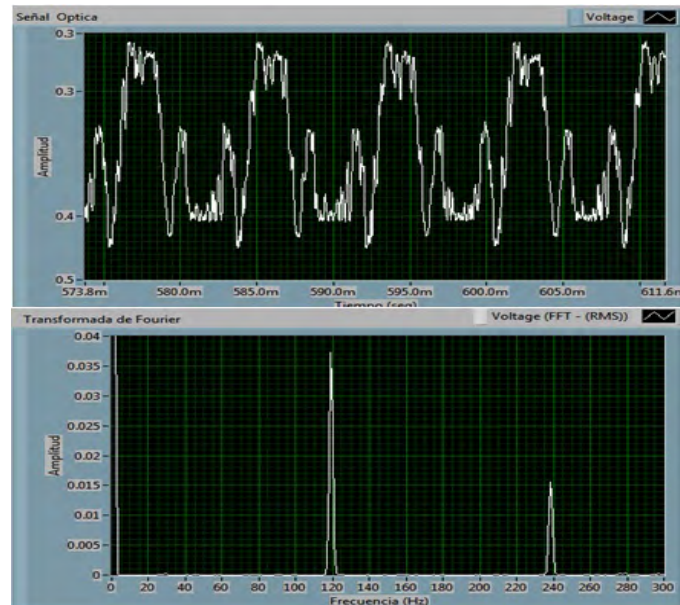 Señal Optica
Voltage
0.3
0.3
Amplitud
0.4
0.5
573.8m 580.0m 585.0m 590.0m 595.0m 600.0m 605.0m 611.6m
Tiempo (seg)
Transformada de Fourier
Voltage (FFT - (RMS))
0.04
0.035
0.03
0.025
Amplitud
0.02
0.015
0.01
0.005
0
0 20 40 60 80 100 120 140 160 180 200 220 240 260 280 300
Frecuencia (Hz)